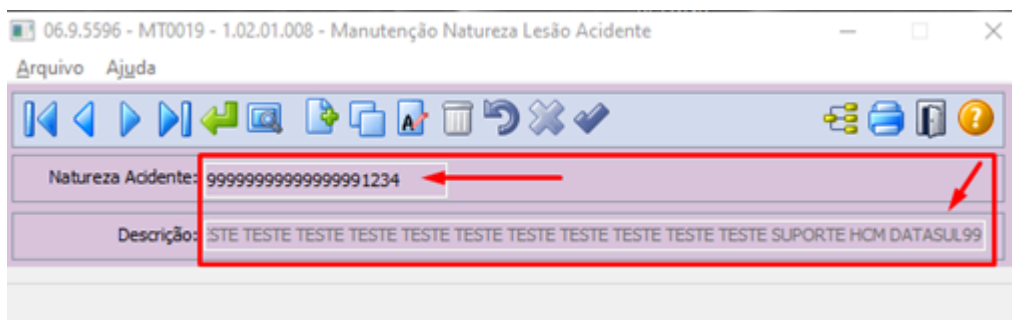 06.9.5596 - MT0019 - 1.02.01.008 - Manutenção Natureza Lesão Acidente
Arquivo Ajuda
Natureza Acidente: 99999999999999991234
Descrição: STE TESTE TESTE TESTE TESTE TESTE TESTE TESTE TESTE TESTE TESTE SUPORTE HCM DATASUL99